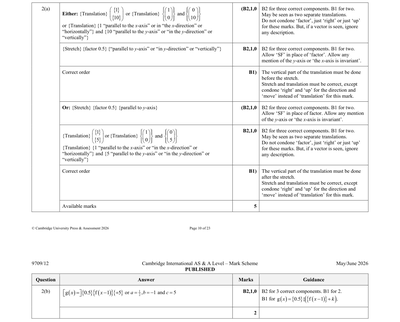 2(a)
Either: {Translation} {(1 10)} or {Translation} {(1 0)} and {(0 10)}
or {Translation} {1 "parallel to the x-axis" or in "the x-direction" or "horizontally"} and {10 "parallel to the y-axis" or "in the y-direction" or "vertically"}
(B2,1,0
B2 for three correct components. B1 for two.
May be seen as two separate translations.
Do not condone 'factor', just 'right' or just 'up' for these marks. But, if a vector is seen, ignore any description.
{Stretch} {factor 0.5} {"parallel to y-axis" or "in y-direction" or "vertically"}
B2,1,0
B2 for three correct components. B1 for two.
Allow 'SF' in place of 'factor'. Allow any mention of the y-axis or 'the x-axis is invariant'.
Correct order
B1)
The vertical part of the translation must be done before the stretch.
Stretch and translation must be correct, except condone 'right' and 'up' for the direction and 'move' instead of 'translation' for this mark.
Or: {Stretch} {factor 0.5} {parallel to y-axis}
(B2,1,0
B2 for three correct components. B1 for two.
Allow 'SF' in place of factor. Allow any mention of the y-axis or 'the x-axis is invariant'.
{Translation} {(1 5)} or {Translation} {(1 0)} and {(0 5)}
{Translation} {1 "parallel to the x-axis" or "in the x-direction" or "horizontally"} and {5 "parallel to the y-axis" or "in the y-direction" or "vertically"}
B2,1,0
B2 for three correct components. B1 for two.
May be seen as two separate translations.
Do not condone 'factor', just 'right' or just 'up' for these marks. But, if a vector is seen, ignore any description.
Correct order
B1)
The vertical part of the translation must be done after the stretch.
Stretch and translation must be correct, except condone 'right' and 'up' for the direction and 'move' instead of 'translation' for this mark.
Available marks
5
© Cambridge University Press & Assessment 2026
Page 10 of 21
9709/12
Cambridge International AS & A Level – Mark Scheme
PUBLISHED
May/June 2026
Question
Answer
Marks
Guidance
2(b)
[g(x)=]{0.5}{f(x−1)}{+5} or a = ½, b = −1 and c = 5
B2,1,0
B2 for 3 correct components. B1 for 2.
2